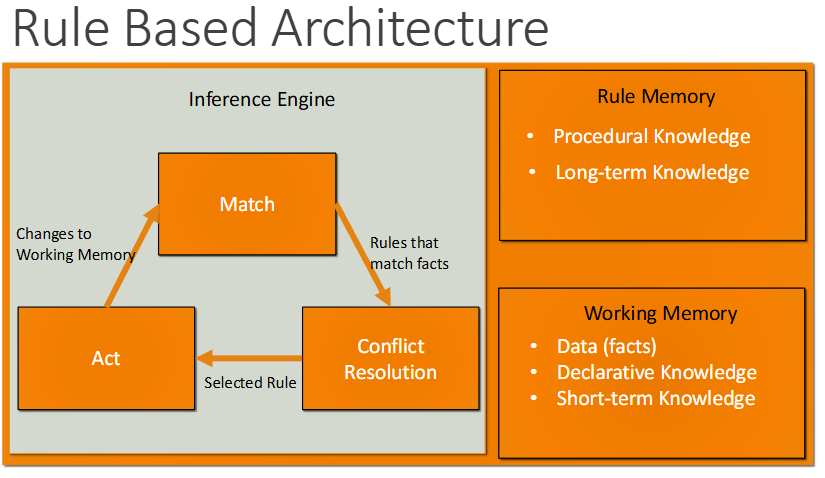 Rule Based Architecture
Inference Engine
Match
Changes to
Working Memory
Rules that
match facts
Act
Conflict
Resolution
Selected Rule
Rule Memory
• Procedural Knowledge
• Long-term Knowledge
Working Memory
• Data (facts)
• Declarative Knowledge
• Short-term Knowledge